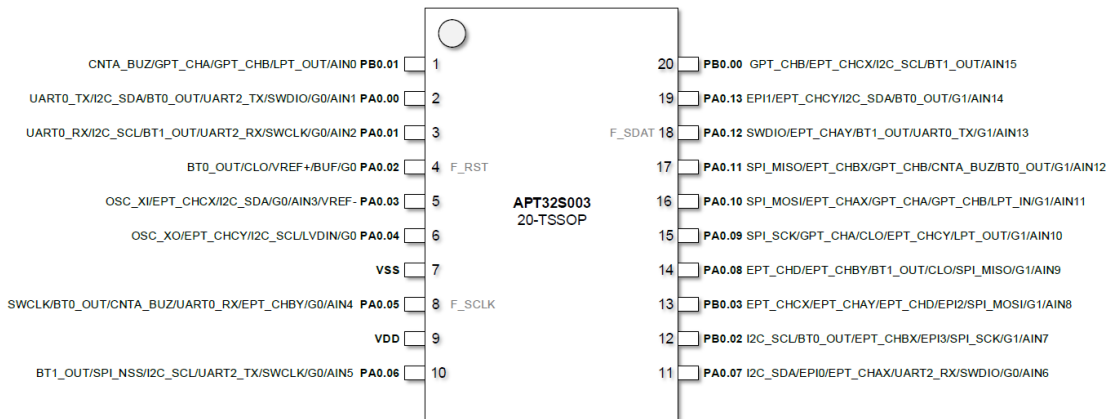 CNTA_BUZ/GPT_CHA/GPT_CHB/LPT_OUT/AIN0 PB0.01 1
UART0_TX/I2C_SDA/BT0_OUT/UART2_TX/SWDIO/G0/AIN1 PA0.00 2
UART0_RX/I2C_SCL/BT1_OUT/UART2_RX/SWCLK/G0/AIN2 PA0.01 3
BT0_OUT/CLO/VREF+/BUF/G0 PA0.02 4 F_RST
OSC_XI/EPT_CHCX/I2C_SDA/G0/AIN3/VREF- PA0.03 5
OSC_XO/EPT_CHCY/I2C_SCL/LVDIN/G0 PA0.04 6
VSS 7
SWCLK/BT0_OUT/CNTA_BUZ/UART0_RX/EPT_CHBY/G0/AIN4 PA0.05 8 F_SCLK
VDD 9
BT1_OUT/SPI_NSS/I2C_SCL/UART2_TX/SWCLK/G0/AIN5 PA0.06 10
APT32S003
20-TSSOP
20 PB0.00 GPT_CHB/EPT_CHCX/I2C_SCL/BT1_OUT/AIN15
19 PA0.13 EPI1/EPT_CHCY/I2C_SDA/BT0_OUT/G1/AIN14
F_SDAT 18 PA0.12 SWDIO/EPT_CHAY/BT1_OUT/UART0_TX/G1/AIN13
17 PA0.11 SPI_MISO/EPT_CHBX/GPT_CHB/CNTA_BUZ/BT0_OUT/G1/AIN12
16 PA0.10 SPI_MOSI/EPT_CHAX/GPT_CHA/GPT_CHB/LPT_IN/G1/AIN11
15 PA0.09 SPI_SCK/GPT_CHA/CLO/EPT_CHCY/LPT_OUT/G1/AIN10
14 PA0.08 EPT_CHD/EPT_CHBY/BT1_OUT/CLO/SPI_MISO/G1/AIN9
13 PB0.03 EPT_CHCX/EPT_CHAY/EPT_CHD/EPI2/SPI_MOSI/G1/AIN8
12 PB0.02 I2C_SCL/BT0_OUT/EPT_CHBX/EPI3/SPI_SCK/G1/AIN7
11 PA0.07 I2C_SDA/EPI0/EPT_CHAX/UART2_RX/SWDIO/G0/AIN6